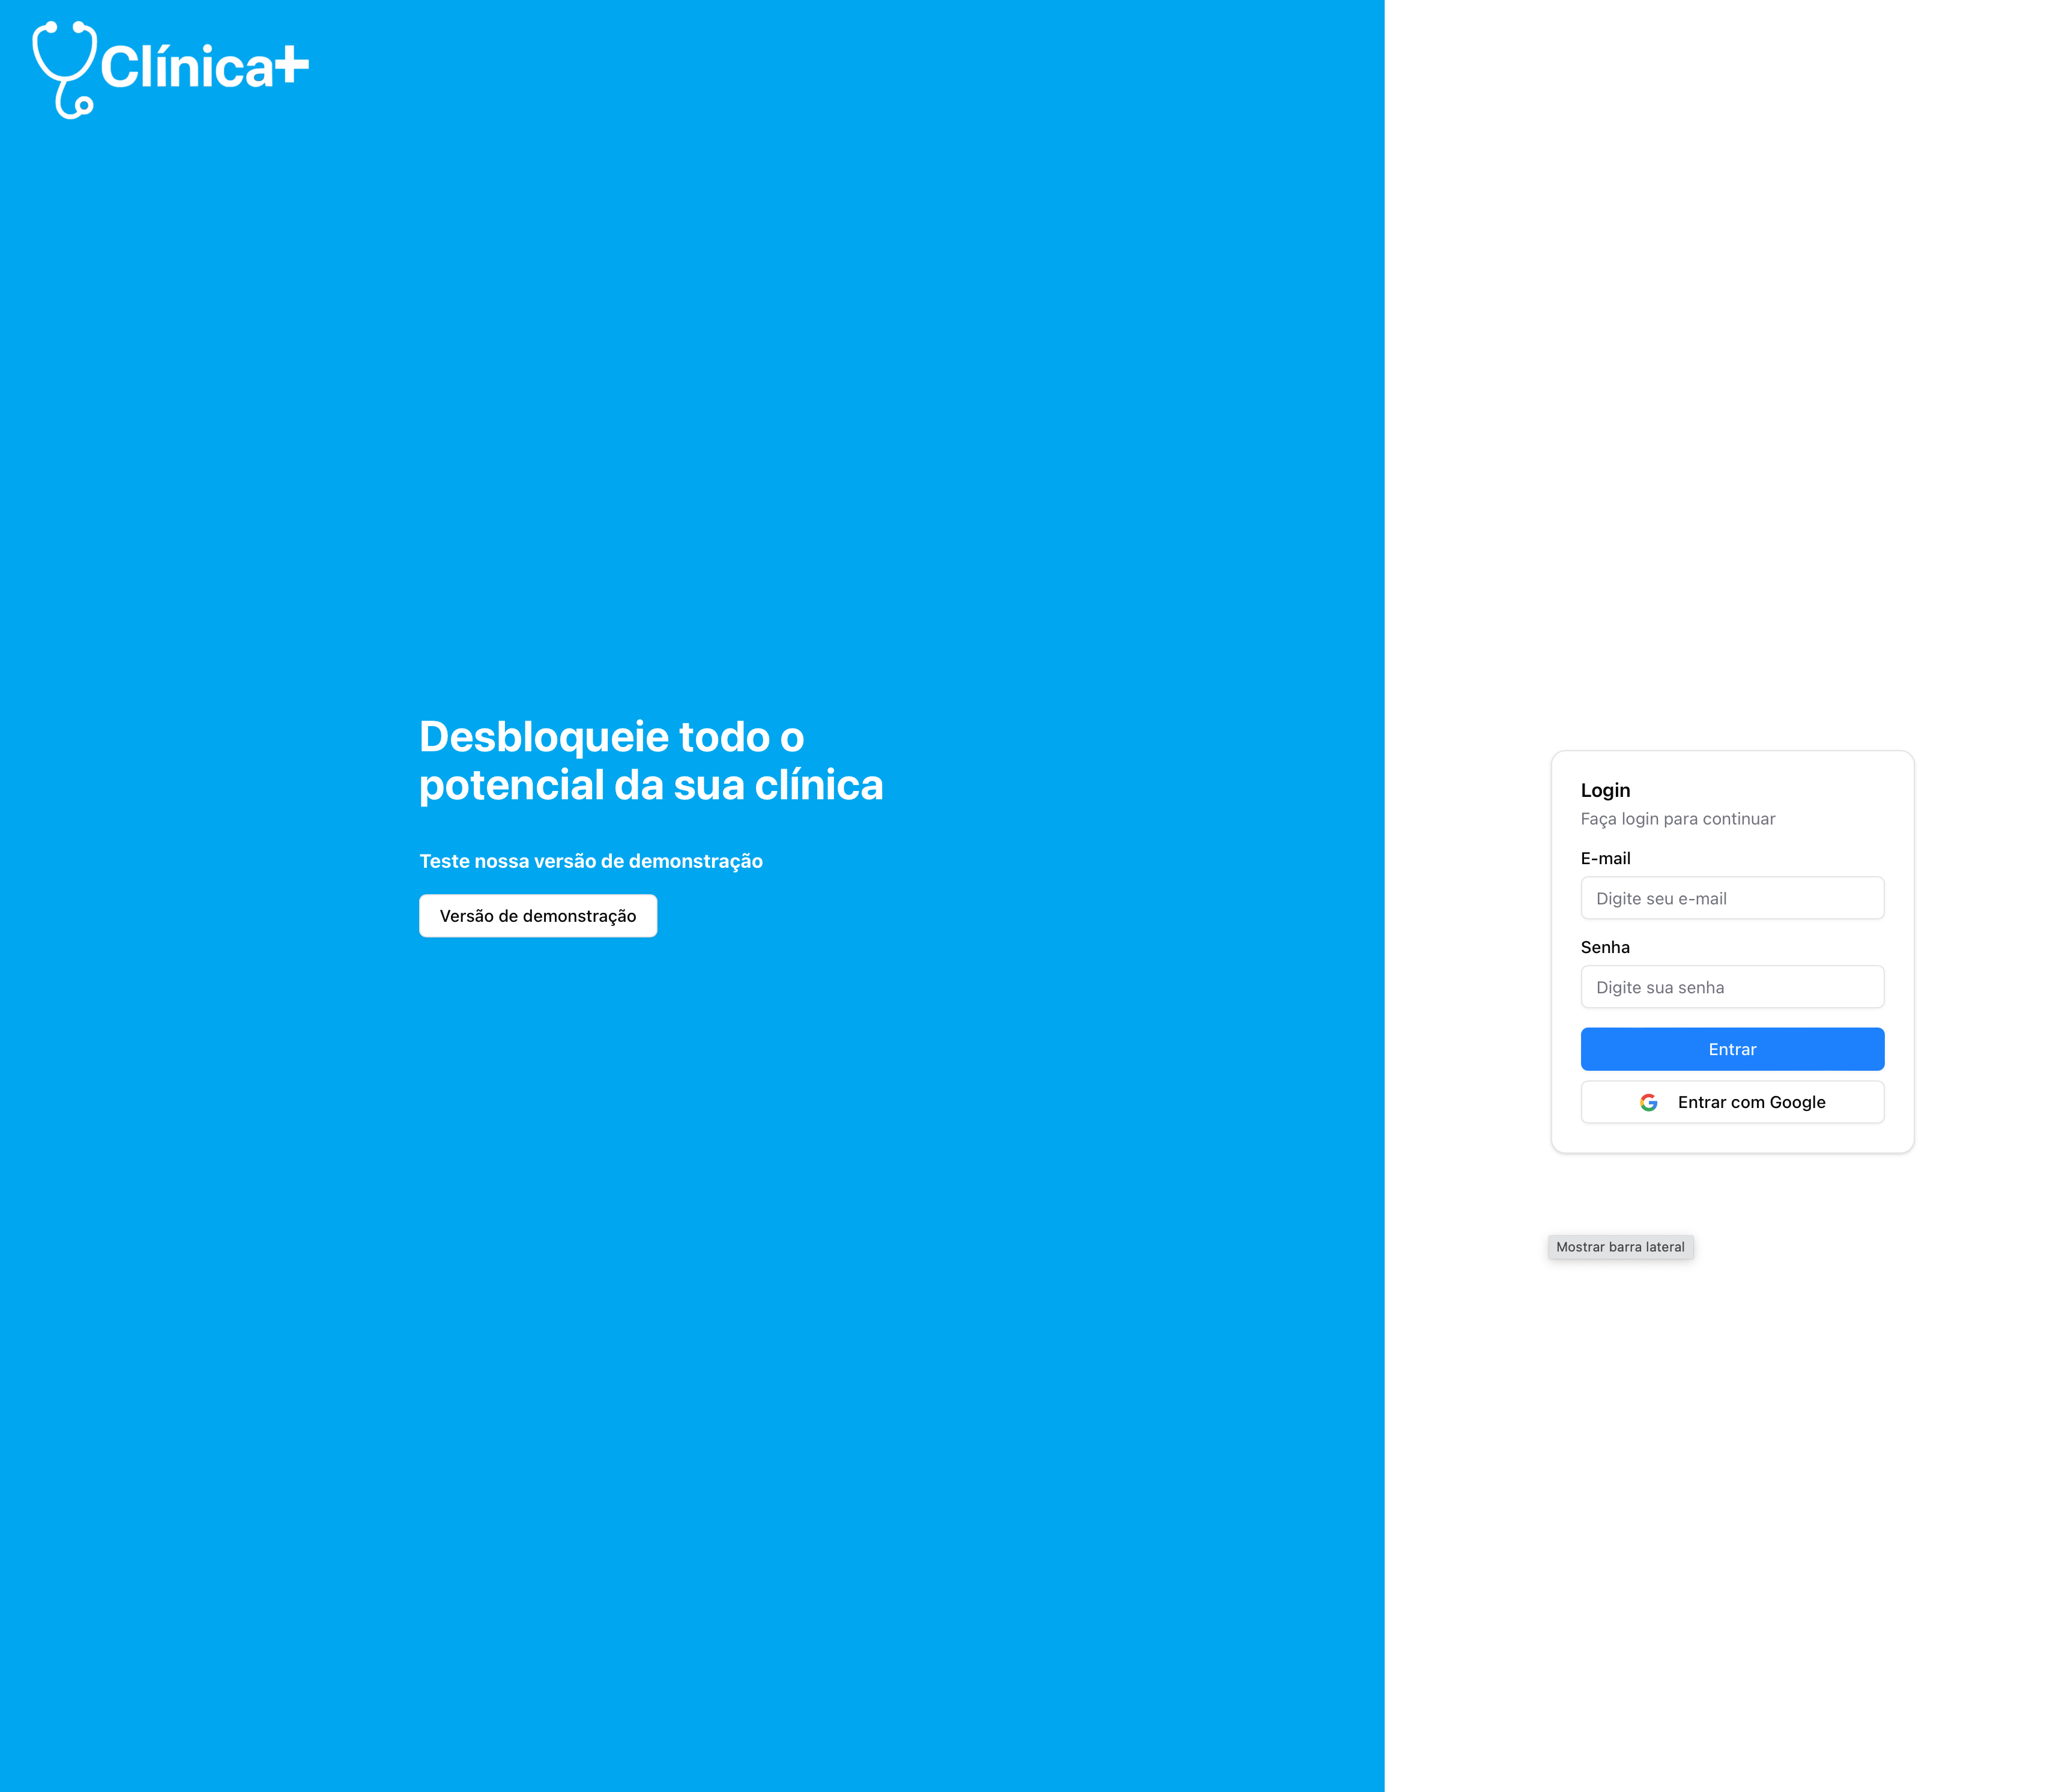 Clínica+
Desbloqueie todo o
potencial da sua clínica
Teste nossa versão de demonstração
Versão de demonstração
Login
Faça login para continuar
E-mail
Digite seu e-mail
Senha
Digite sua senha
Entrar
Entrar com Google
Mostrar barra lateral